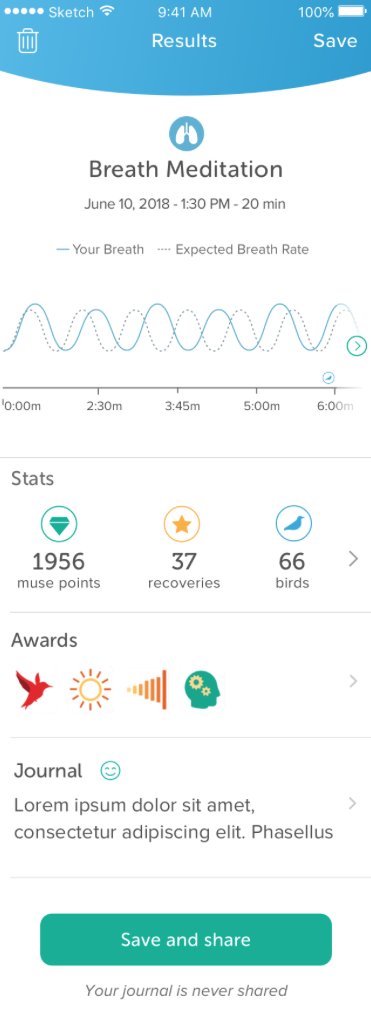 Sketch 9:41 AM 100%
Results Save
Breath Meditation
June 10, 2018 - 1:30 PM - 20 min
Your Breath Expected Breath Rate
0:00m 2:30m 3:45m 5:00m 6:00m
Stats
1956 37 66
muse points recoveries birds
Awards
Journal
Lorem ipsum dolor sit amet,
consectetur adipiscing elit. Phasellus
Save and share
Your journal is never shared